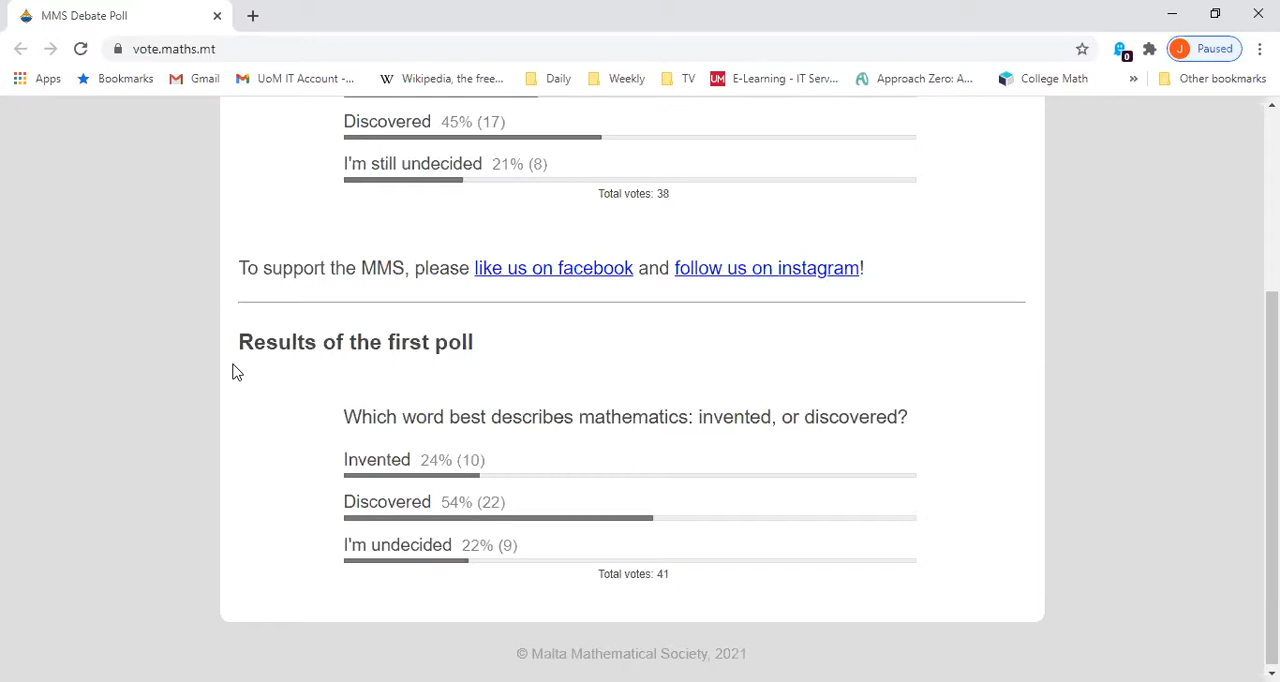 MMS Debate Poll
vote.maths.mt
J Paused
Apps Bookmarks Gmail UoM IT Account -... W Wikipedia, the free... Daily Weekly TV UM E-Learning - IT Serv... Approach Zero: A... College Math » Other bookmarks
0
Discovered 45% (17)
I'm still undecided 21% (8)
Total votes: 38
To support the MMS, please like us on facebook and follow us on instagram!
Results of the first poll
Which word best describes mathematics: invented, or discovered?
Invented 24% (10)
Discovered 54% (22)
I'm undecided 22% (9)
Total votes: 41
© Malta Mathematical Society, 2021